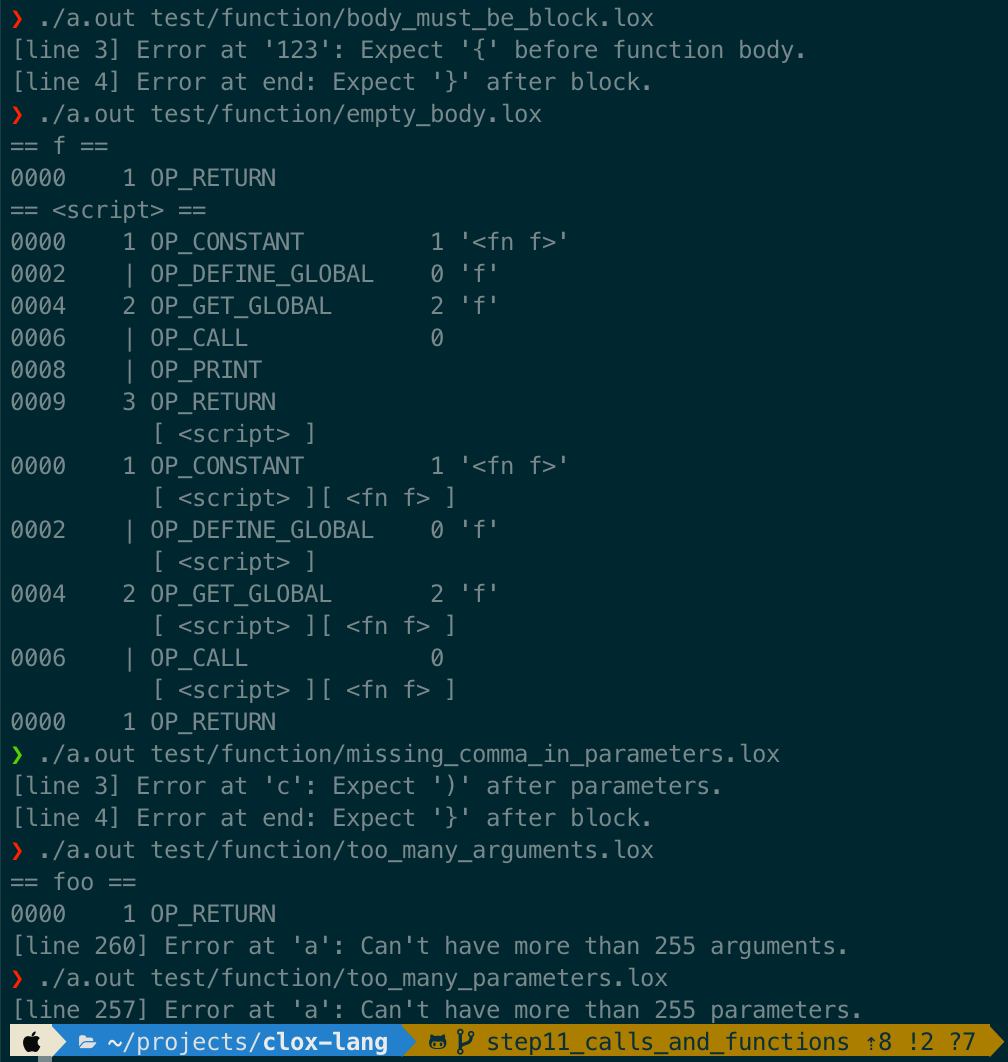 ❯ ./a.out test/function/body_must_be_block.lox
[line 3] Error at '123': Expect '{' before function body.
[line 4] Error at end: Expect '}' after block.
❯ ./a.out test/function/empty_body.lox
== f ==
0000    1 OP_RETURN
== <script> ==
0000    1 OP_CONSTANT         1 '<fn f>'
0002    | OP_DEFINE_GLOBAL    0 'f'
0004    2 OP_GET_GLOBAL       2 'f'
0006    | OP_CALL             0
0008    | OP_PRINT
0009    3 OP_RETURN
          [ <script> ]
0000    1 OP_CONSTANT         1 '<fn f>'
          [ <script> ][ <fn f> ]
0002    | OP_DEFINE_GLOBAL    0 'f'
          [ <script> ]
0004    2 OP_GET_GLOBAL       2 'f'
          [ <script> ][ <fn f> ]
0006    | OP_CALL             0
          [ <script> ][ <fn f> ]
0000    1 OP_RETURN
❯ ./a.out test/function/missing_comma_in_parameters.lox
[line 3] Error at 'c': Expect ')' after parameters.
[line 4] Error at end: Expect '}' after block.
❯ ./a.out test/function/too_many_arguments.lox
== foo ==
0000    1 OP_RETURN
[line 260] Error at 'a': Can't have more than 255 arguments.
❯ ./a.out test/function/too_many_parameters.lox
[line 257] Error at 'a': Can't have more than 255 parameters.
~/projects/clox-lang step11_calls_and_functions ⇡8 !2 ?7